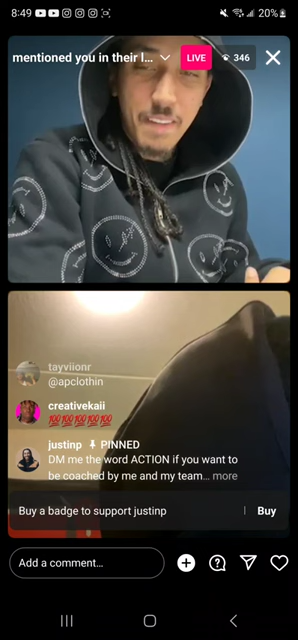 8:49 20%
mentioned you in their l... LIVE 346
tayviionr
@apclothin
creativekaii
💯💯💯💯💯
justinp PINNED
DM me the word ACTION if you want to
be coached by me and my team... more
Buy a badge to support justinp Buy
Add a comment...